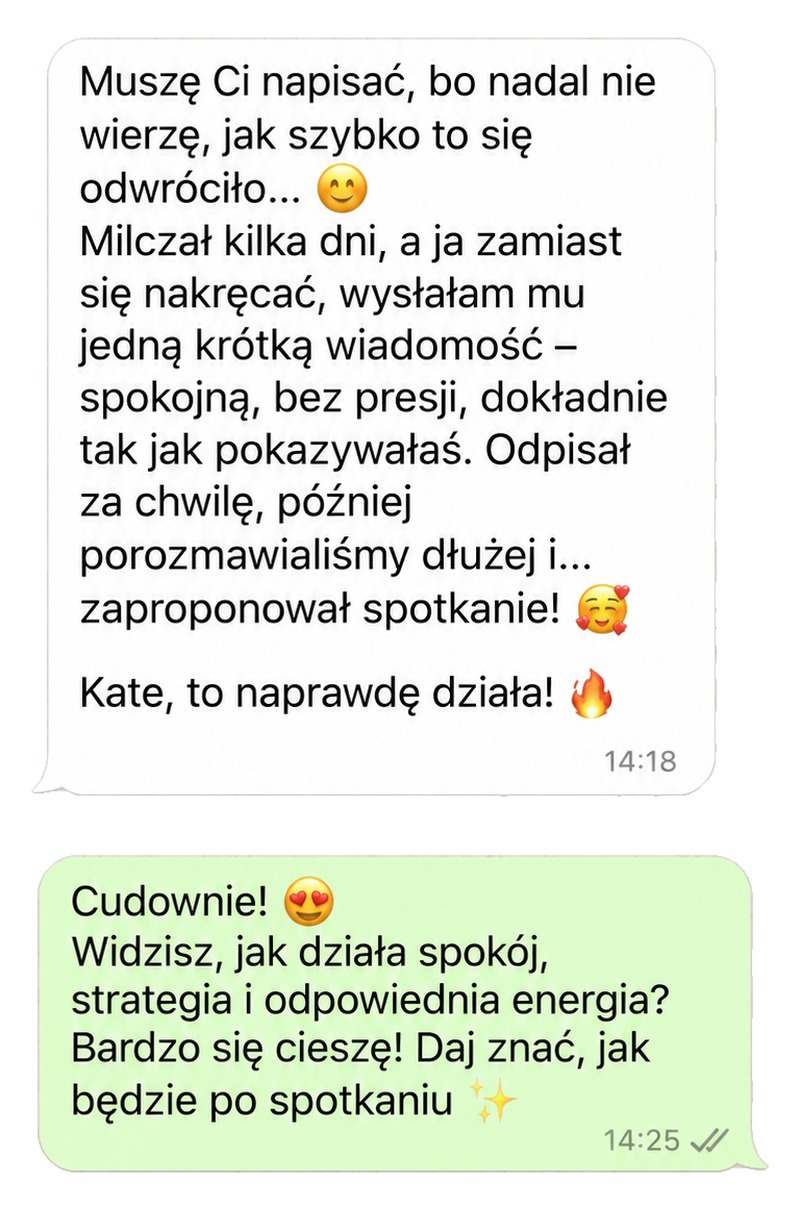 Muszę Ci napisać, bo nadal nie
wierzę, jak szybko to się
odwróciło... 😊
Milczał kilka dni, a ja zamiast
się nakręcać, wysłałam mu
jedną krótką wiadomość –
spokojną, bez presji, dokładnie
tak jak pokazywałaś. Odpisał
za chwilę, później
porozmawialiśmy dłużej i...
zaproponował spotkanie! 🥰
Kate, to naprawdę działa! 🔥
14:18
Cudownie! 😍
Widzisz, jak działa spokój,
strategia i odpowiednia energia?
Bardzo się cieszę! Daj znać, jak
będzie po spotkaniu ✨
14:25